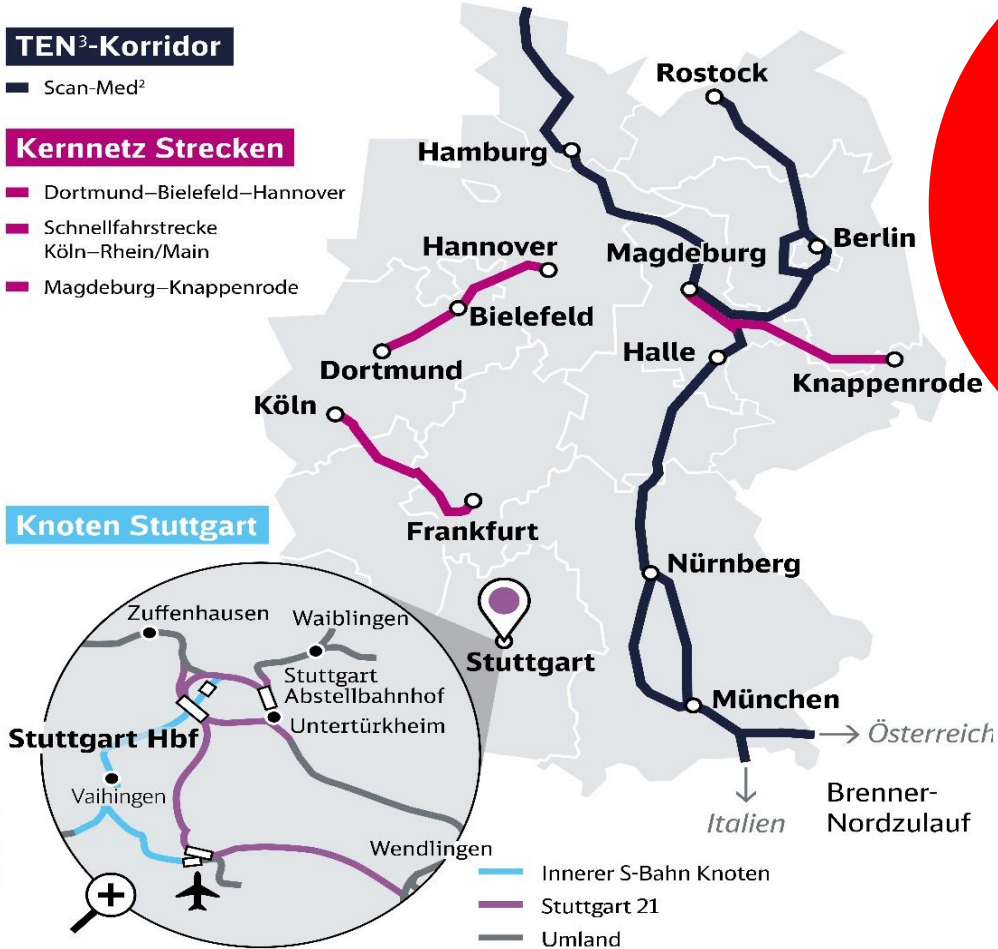 TEN³-Korridor
Scan-Med²
Kernnetz Strecken
Dortmund–Bielefeld–Hannover
Schnellfahrstrecke
Köln–Rhein/Main
Magdeburg–Knappenrode
Rostock
Hamburg
Berlin
Hannover
Magdeburg
Bielefeld
Dortmund
Halle
Knappenrode
Köln
Frankfurt
Knoten Stuttgart
Nürnberg
Zuffenhausen
Waiblingen
Stuttgart
Stuttgart
Abstellbahnhof
Untertürkheim
München
Stuttgart Hbf
Österreich
Vaihingen
Italien
Brenner-
Nordzulauf
Wendlingen
Innerer S-Bahn Knoten
Stuttgart 21
Umland